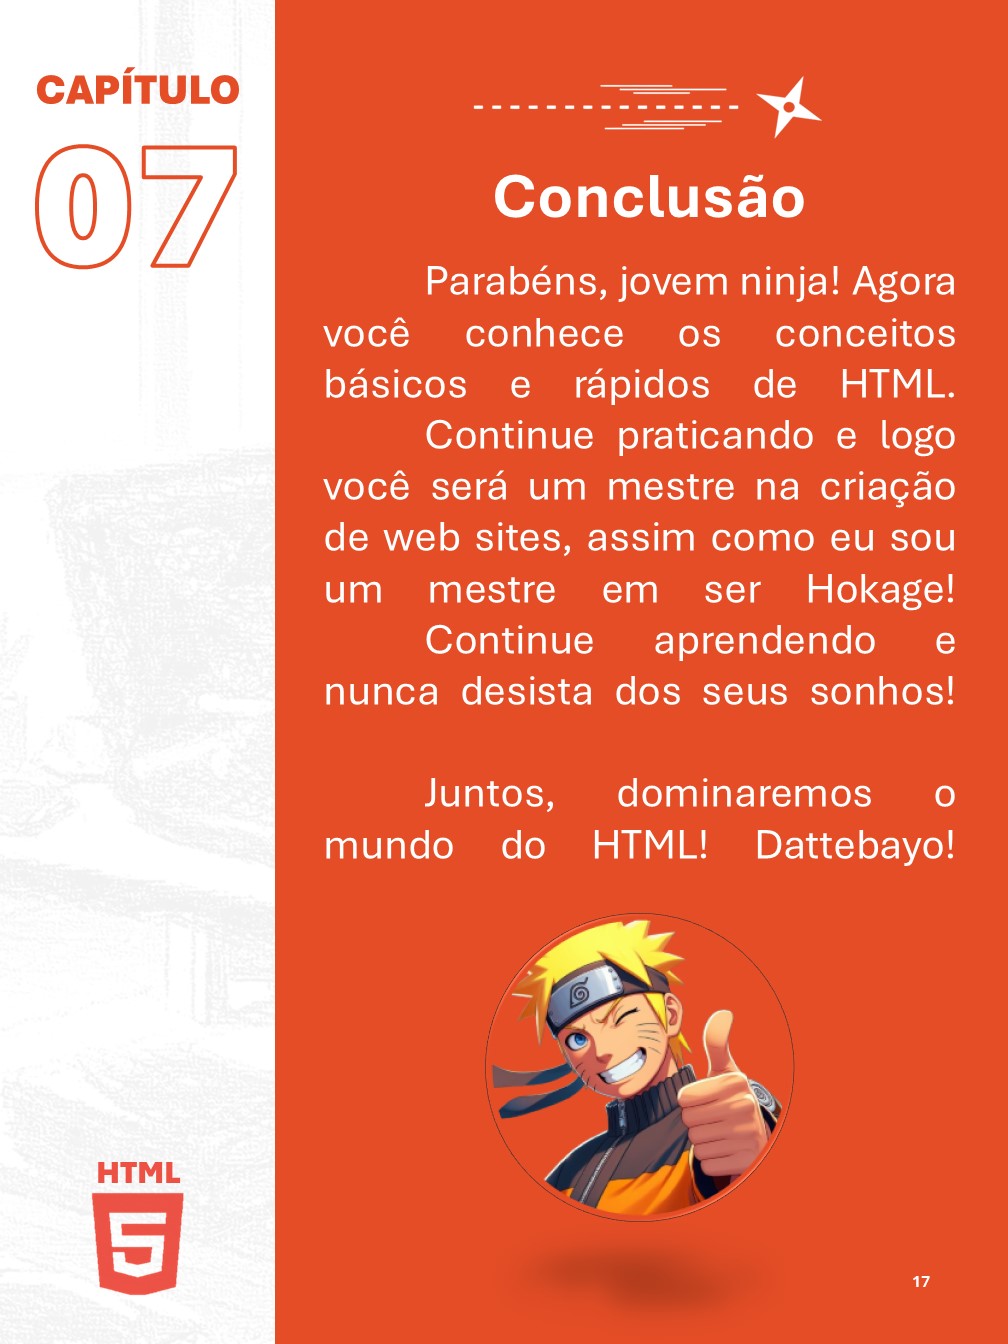 CAPÍTULO
07
Conclusão
Parabéns, jovem ninja! Agora
você conhece os conceitos
básicos e rápidos de HTML.
Continue praticando e logo
você será um mestre na criação
de web sites, assim como eu sou
um mestre em ser Hokage!
Continue aprendendo e
nunca desista dos seus sonhos!
Juntos, dominaremos o
mundo do HTML! Dattebayo!
HTML
5
17